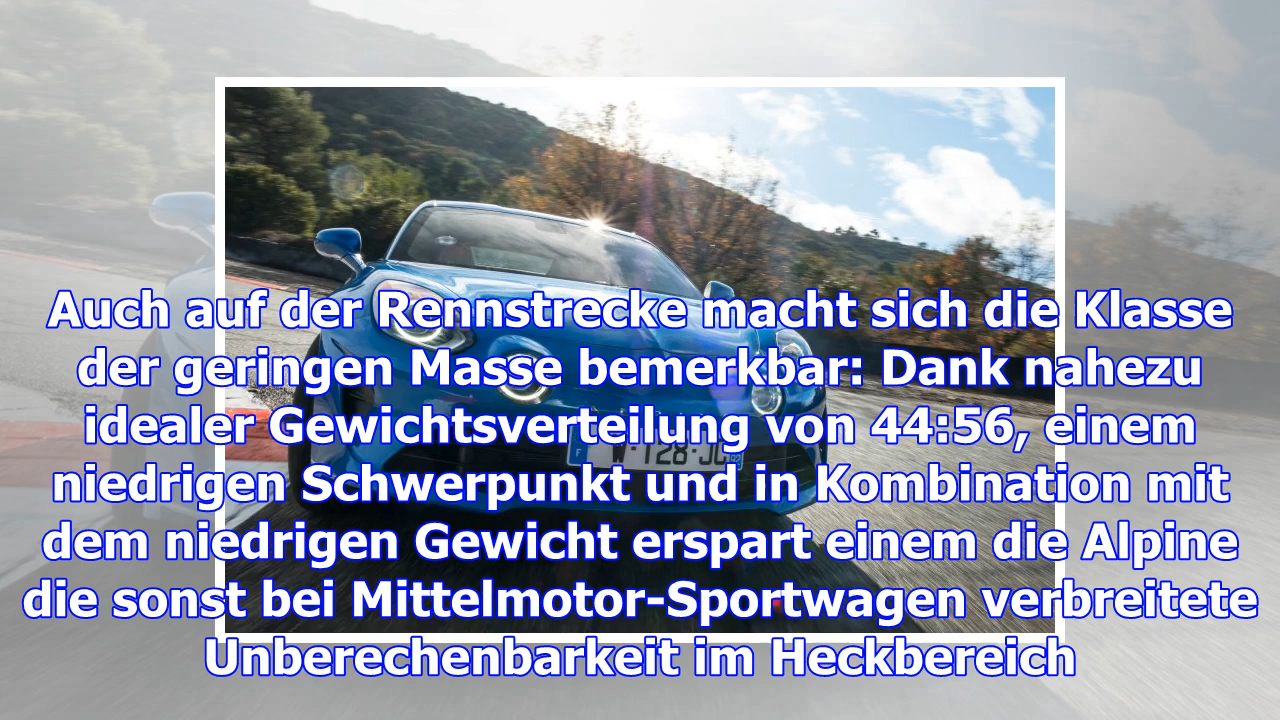 Auch auf der Rennstrecke macht sich die Klasse
der geringen Masse bemerkbar: Dank nahezu
idealer Gewichtsverteilung von 44:56, einem
niedrigen Schwerpunkt und in Kombination mit
dem niedrigen Gewicht erspart einem die Alpine
die sonst bei Mittelmotor-Sportwagen verbreitete
Unberechenbarkeit im Heckbereich